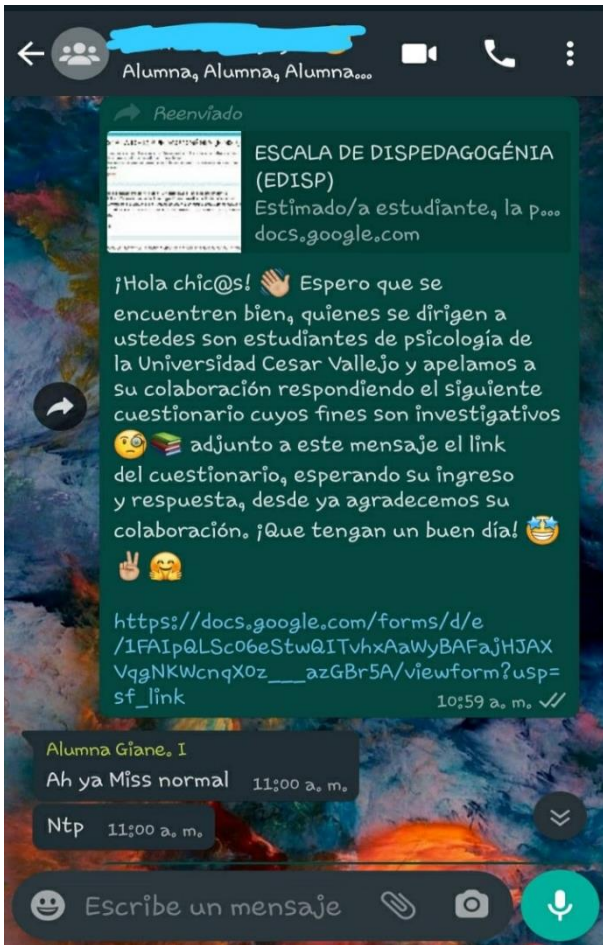 Alumna, Alumna, Alumna...
Reenviado
ESCALA DE DISPEDAGOGÉNIA
(EDISP)
Estimado/a estudiante, la p...
docs.google.com
¡Hola chic@s! 👋🏼 Espero que se
encuentren bien, quienes se dirigen a
ustedes son estudiantes de psicología de
la Universidad Cesar Vallejo y apelamos a
su colaboración respondiendo el siguiente
cuestionario cuyos fines son investigativos
🧐📚 adjunto a este mensaje el link
del cuestionario, esperando su ingreso
y respuesta, desde ya agradecemos su
colaboración. ¡Que tengan un buen día! 🤩
✌🏼🤗
https://docs.google.com/forms/d/e
/1FAIpQLSc06eStwQITvhxAaWyBAFajHJAX
VqgNKWcnqX0z___azGBr5A/viewform?usp=
sf_link
10:59 a. m.
Alumna Giane. I
Ah ya Miss normal 11:00 a. m.
Ntp 11:00 a. m.
Escribe un mensaje